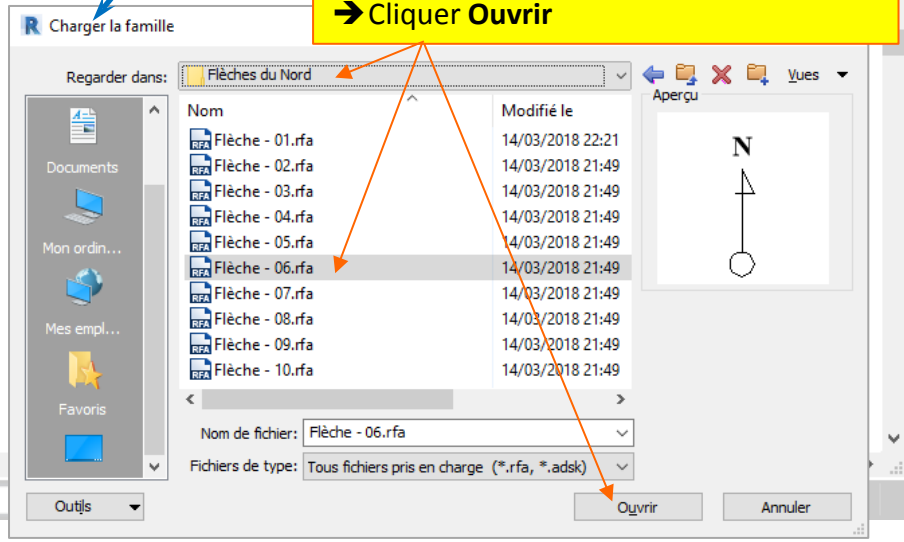 ➔ Cliquer Ouvrir
R Charger la famille
Regarder dans: Flèches du Nord Vues
Nom Modifié le Aperçu
Flèche - 01.rfa 14/03/2018 22:21
Flèche - 02.rfa 14/03/2018 21:49
Flèche - 03.rfa 14/03/2018 21:49
Flèche - 04.rfa 14/03/2018 21:49
Flèche - 05.rfa 14/03/2018 21:49
Flèche - 06.rfa 14/03/2018 21:49
Flèche - 07.rfa 14/03/2018 21:49
Flèche - 08.rfa 14/03/2018 21:49
Flèche - 09.rfa 14/03/2018 21:49
Flèche - 10.rfa 14/03/2018 21:49
N
Documents
Mon ordin...
Mes empl...
Favoris
Nom de fichier: Flèche - 06.rfa
Fichiers de type: Tous fichiers pris en charge (*.rfa, *.adsk)
Outils Ouvrir Annuler